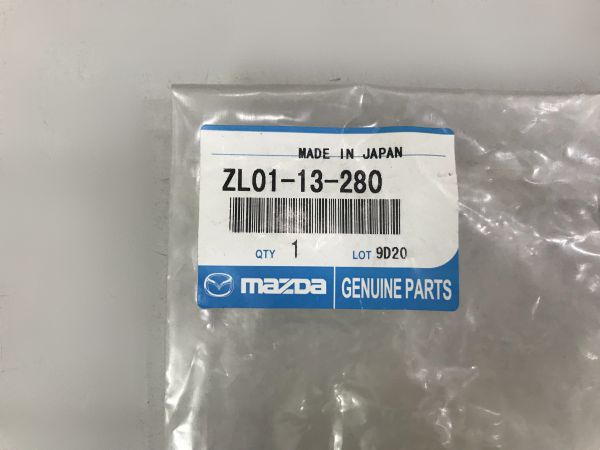 MADE IN JAPAN
ZL01-13-280
QTY 1 LOT 9D20
mazda GENUINE PARTS